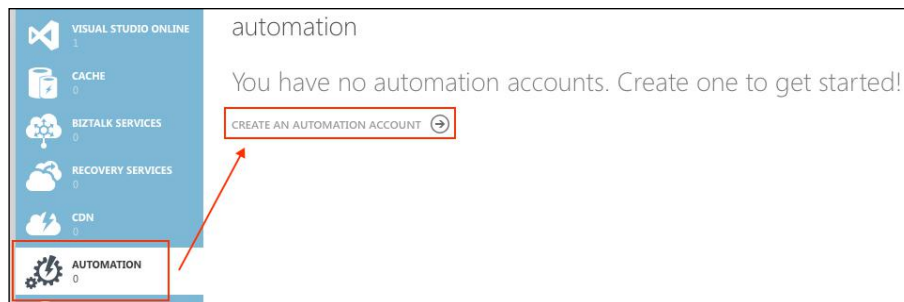 VISUAL STUDIO ONLINE
1
CACHE
0
BIZTALK SERVICES
0
RECOVERY SERVICES
0
CDN
0
AUTOMATION
0
automation
You have no automation accounts. Create one to get started!
CREATE AN AUTOMATION ACCOUNT